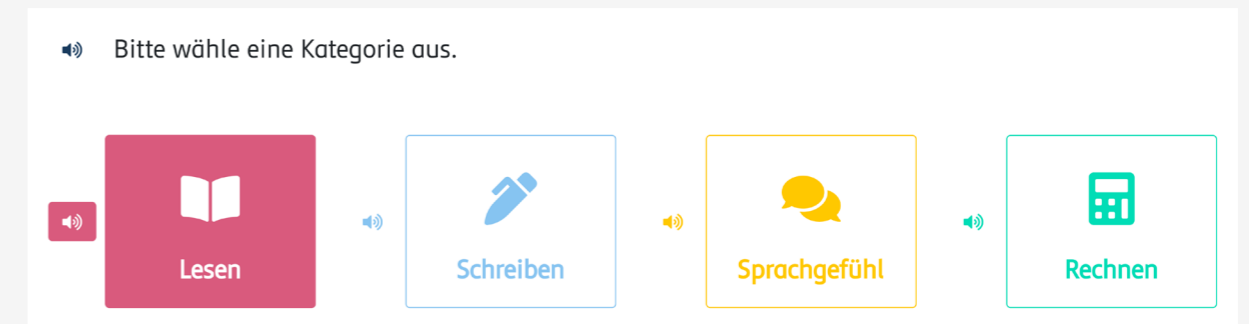 Bitte wähle eine Kategorie aus.
Lesen
Schreiben
Sprachgefühl
Rechnen